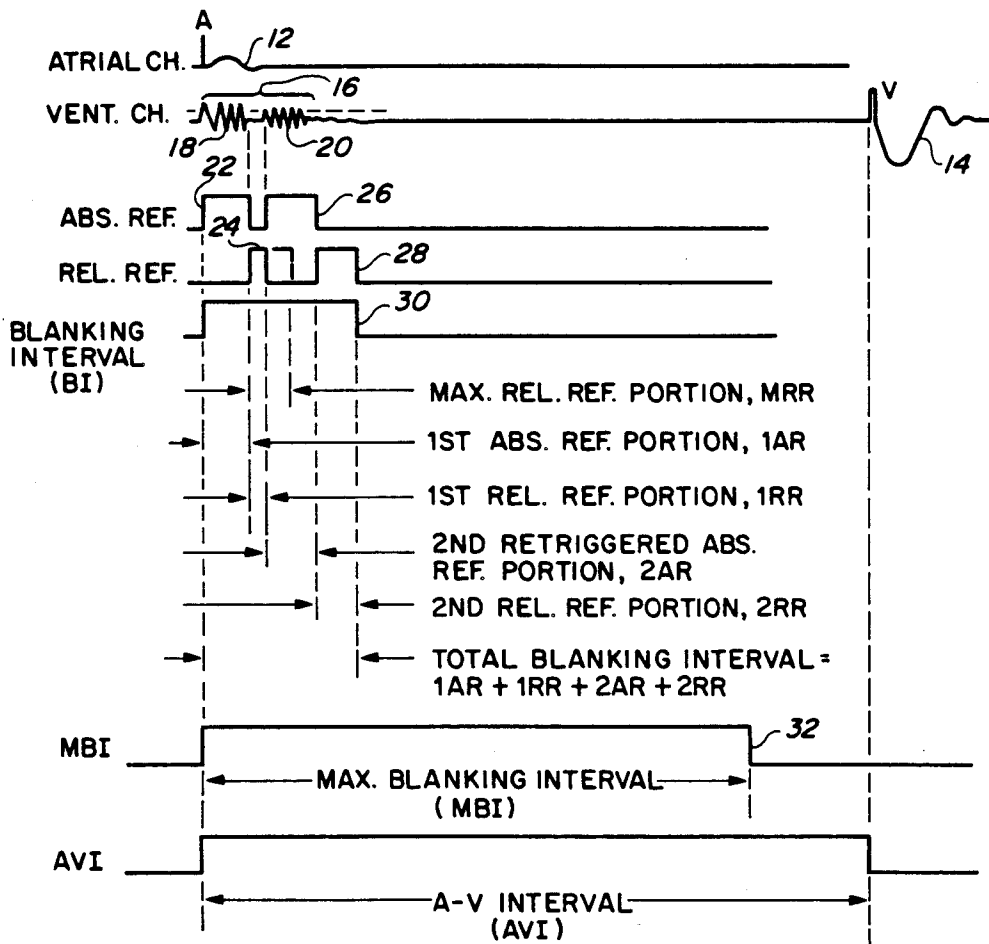 A
12
ATRIAL CH.
16
VENT. CH.
V
18
20
14
22
26
ABS. REF.
24
REL. REF.
28
30
BLANKING
INTERVAL
(BI)
MAX. REL. REF. PORTION, MRR
1ST ABS. REF. PORTION, 1AR
1ST REL. REF. PORTION, 1RR
2ND RETRIGGERED ABS.
REF. PORTION, 2AR
2ND REL. REF. PORTION, 2RR
TOTAL BLANKING INTERVAL =
1AR + 1RR + 2AR + 2RR
MBI
32
MAX. BLANKING INTERVAL
(MBI)
AVI
A-V INTERVAL
(AVI)